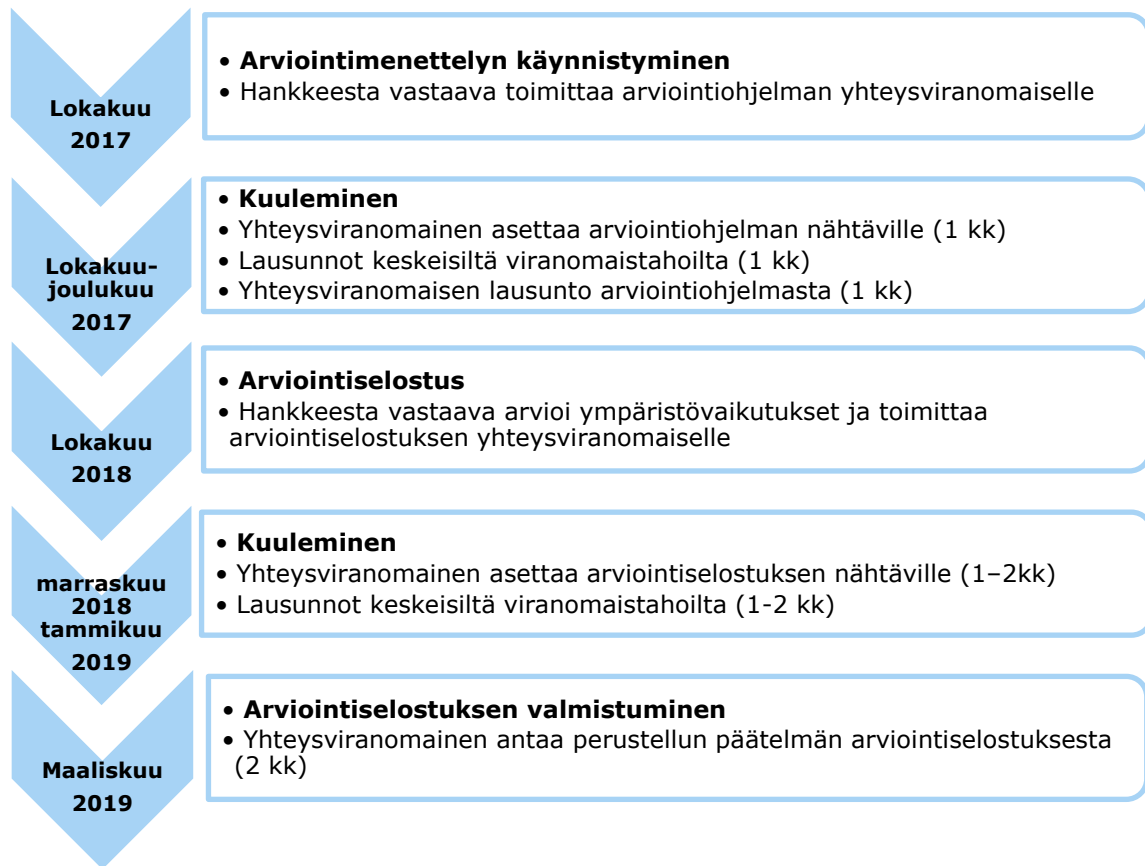 Lokakuu
2017
• Arviointimenettelyn käynnistyminen
• Hankkeesta vastaava toimittaa arviointiohjelman yhteysviranomaiselle
Lokakuu-
joulukuu
2017
• Kuuleminen
• Yhteysviranomainen asettaa arviointiohjelman nähtäville (1 kk)
• Lausunnot keskeisiltä viranomaistahoilta (1 kk)
• Yhteysviranomaisen lausunto arviointiohjelmasta (1 kk)
Lokakuu
2018
• Arviointiselostus
• Hankkeesta vastaava arvioi ympäristövaikutukset ja toimittaa
arviointiselostuksen yhteysviranomaiselle
marraskuu
2018
tammikuu
2019
• Kuuleminen
• Yhteysviranomainen asettaa arviointiselostuksen nähtäville (1–2kk)
• Lausunnot keskeisiltä viranomaistahoilta (1-2 kk)
Maaliskuu
2019
• Arviointiselostuksen valmistuminen
• Yhteysviranomainen antaa perustellun päätelmän arviointiselostuksesta
(2 kk)